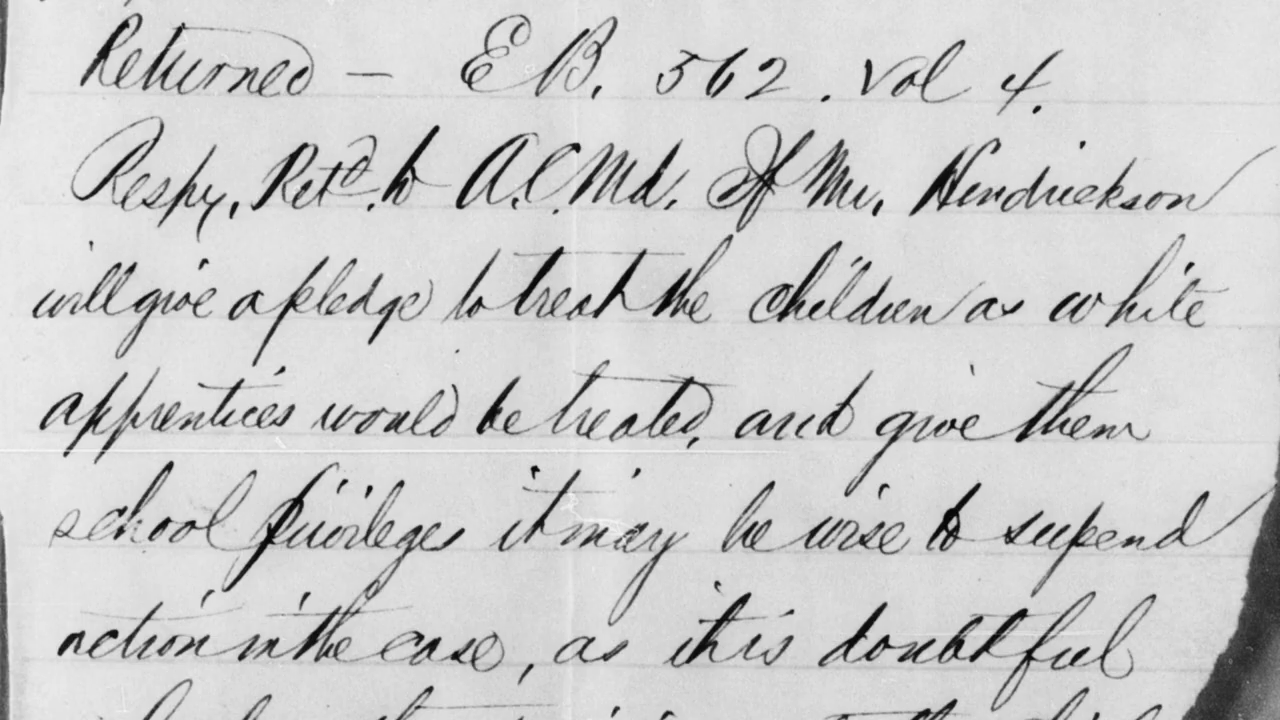 Returned — E B. 562. Vol 4.
Respy, Retd. to A.C. Md. If Mr. Hendrickson
will give a pledge to treat the children as white
apprentices would be treated, and give them
school privileges it may be wise to supend
action in the case, as it is doubtful